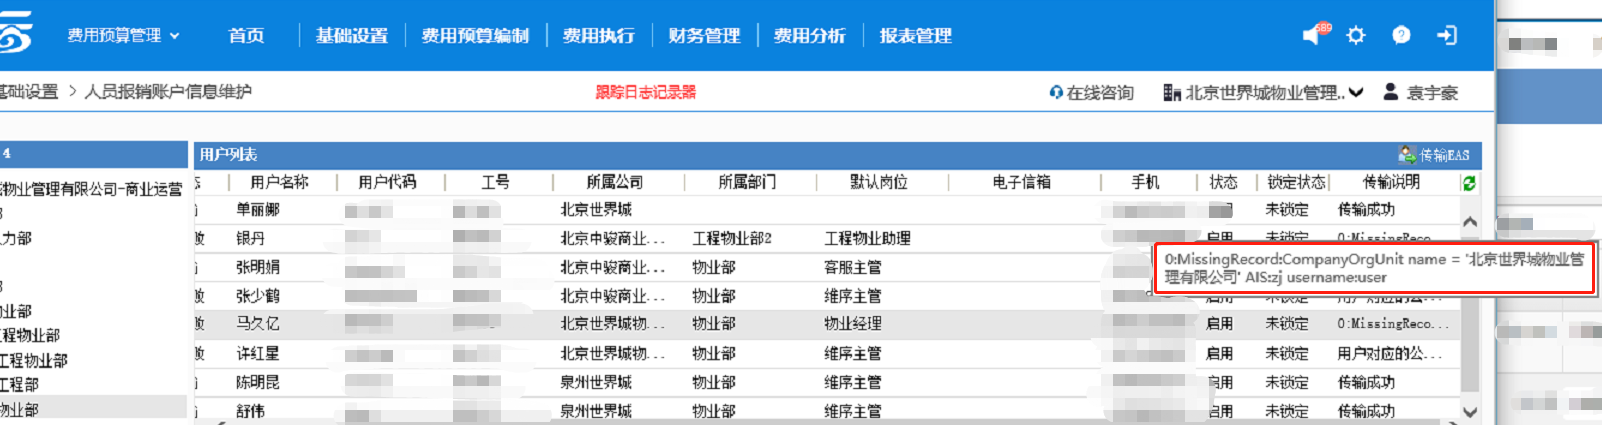 费用预算管理 首页 基础设置 费用预算编制 费用执行 财务管理 费用分析 报表管理 589
基础设置 > 人员报销账户信息维护 跟踪日志记录器 在线咨询 北京世界城物业管理.. 袁宇豪
4 用户列表 传输EAS
物业管理有限公司-商业运营
力部
物业部
工程物业部
工程物业部
工程部
物业部
用户名称 用户代码 工号 所属公司 所属部门 默认岗位 电子信箱 手机 状态 锁定状态 传输说明
单丽娜 北京世界城 启用 未锁定 传输成功
败 银丹 北京中骏商业... 工程物业部2 工程物业助理 启用 未锁定 0:MissingReco...
败 张明娟 北京中骏商业... 物业部 客服主管
败 张少鹤 北京中骏商业... 物业部 维序主管 启用 未锁定 用户对应的公...
0:MissingRecord:CompanyOrgUnit name = '北京世界城物业管
理有限公司' AIS:zj username:user
败 马久亿 北京世界城物... 物业部 物业经理 启用 未锁定 0:MissingReco...
败 许红星 北京世界城物... 物业部 维序主管 启用 未锁定 用户对应的公...
陈明昆 泉州世界城 物业部 维序主管 启用 未锁定 传输成功
舒伟 泉州世界城 物业部 维序主管 启用 未锁定 传输成功